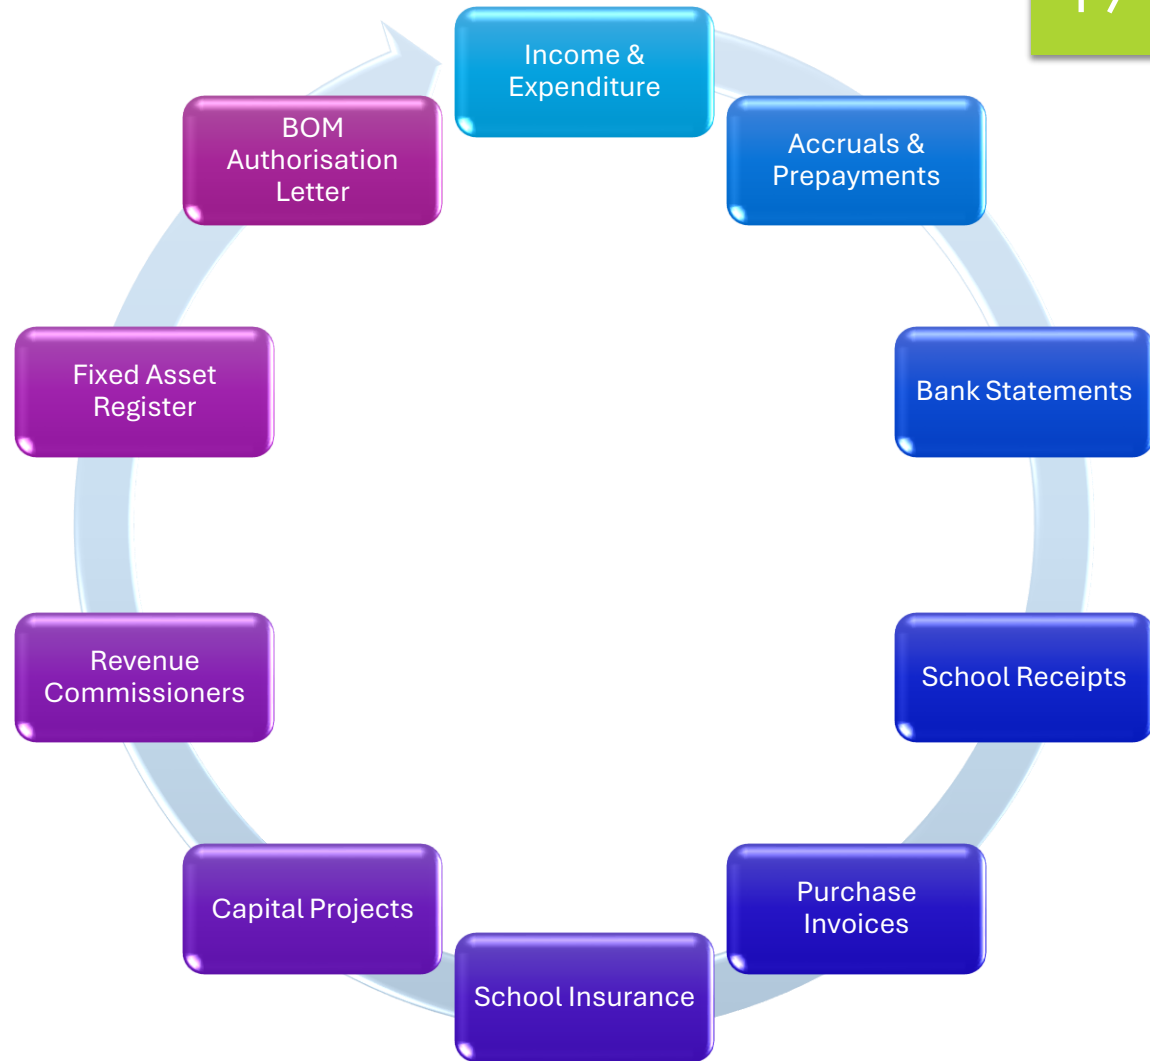 Income &
Expenditure
Accruals &
Prepayments
Bank Statements
School Receipts
Purchase
Invoices
School Insurance
Capital Projects
Revenue
Commissioners
Fixed Asset
Register
BOM
Authorisation
Letter